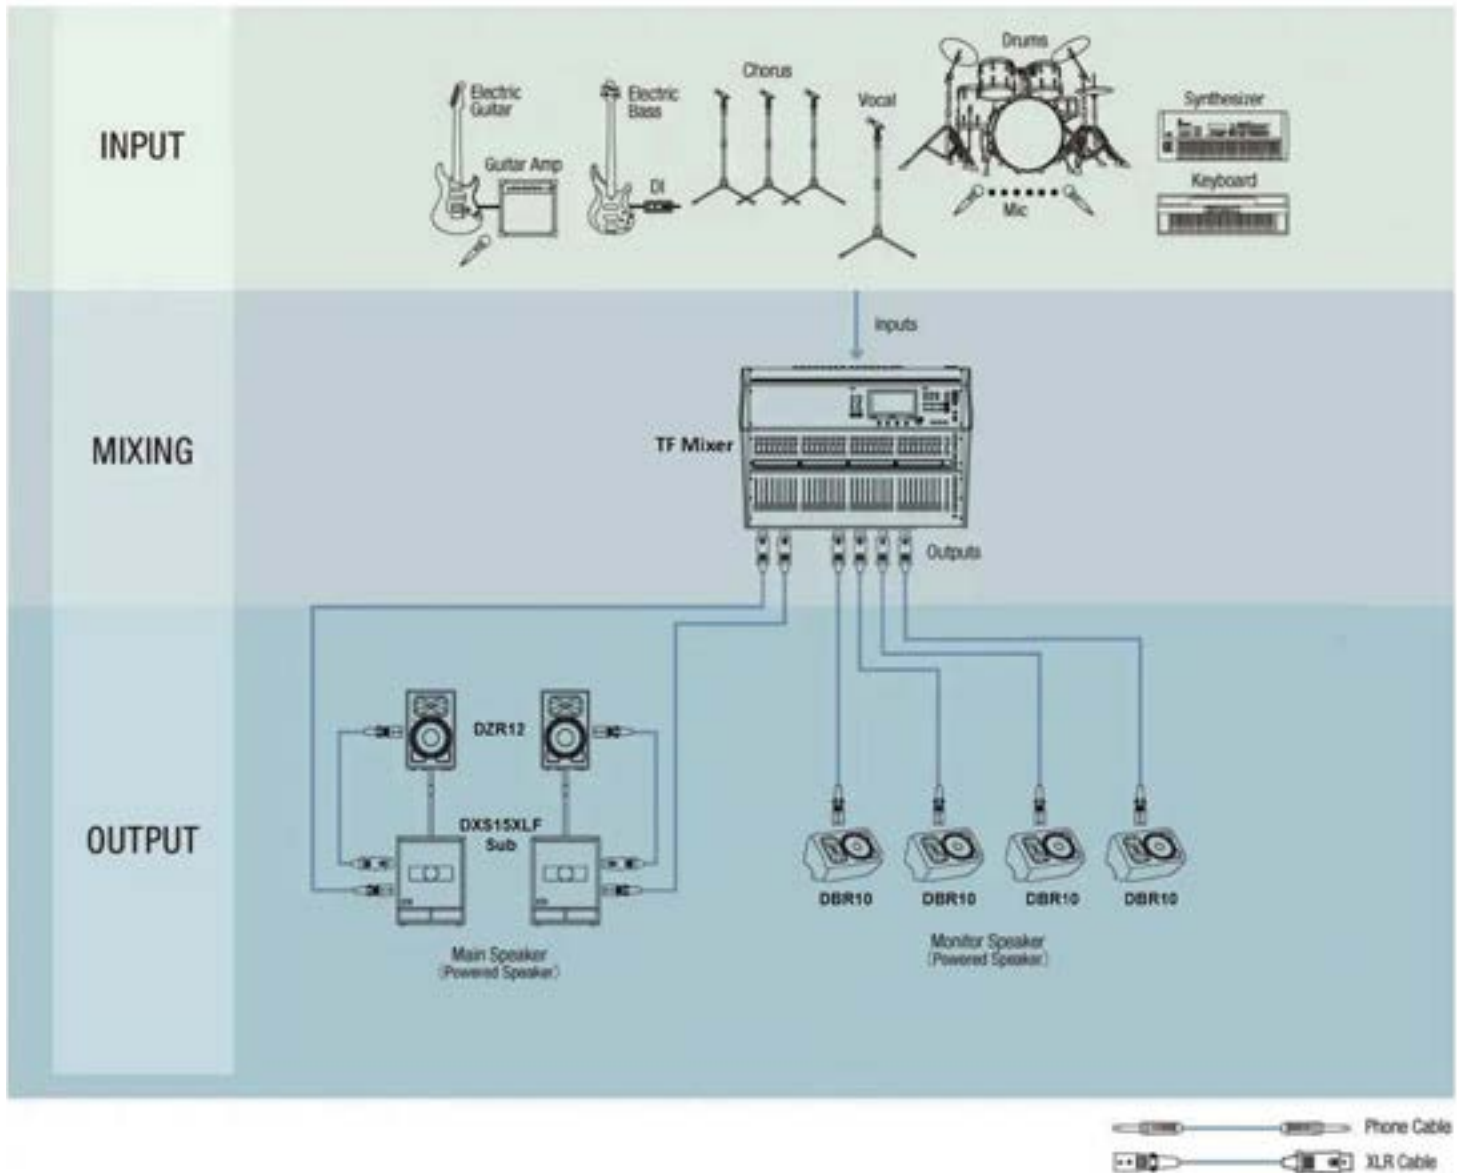 INPUT
Electric
Guitar
Guitar Amp
Electric
Bass
DI
Chorus
Vocal
Drums
Mic
Synthesizer
Keyboard
MIXING
Inputs
TF Mixer
Outputs
OUTPUT
DZR12
DXS15XLF
Sub
Main Speaker
(Powered Speaker)
DBR10
DBR10
DBR10
DBR10
Monitor Speaker
(Powered Speaker)
Phone Cable
XLR Cable